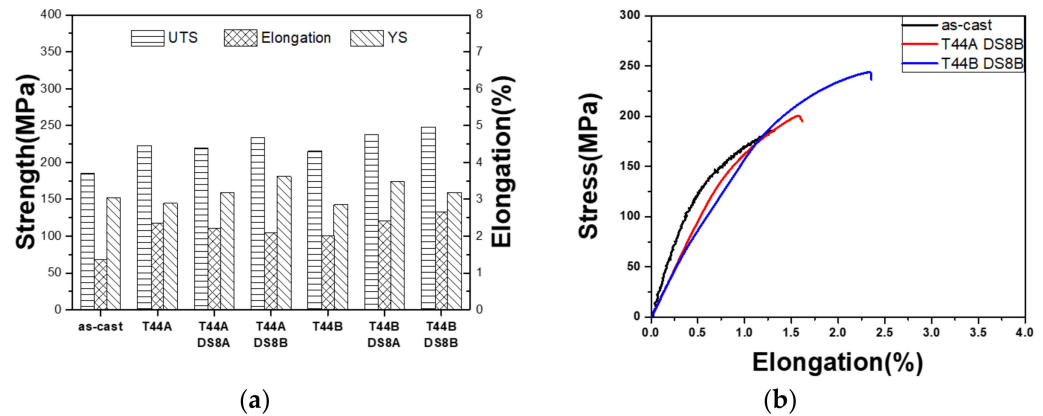 400
350
300
250
200
150
100
50
0
Strength(MPa)
UTS Elongation YS
8
7
6
5
4
3
2
1
0
Elongation(%)
as-cast T44A T44A T44A T44B T44B T44B
DS8A DS8B DS8A DS8B
(a)
300
250
200
150
100
50
0
Stress(MPa)
as-cast
T44A DS8B
T44B DS8B
0.0 0.5 1.0 1.5 2.0 2.5 3.0 3.5 4.0
Elongation(%)
(b)